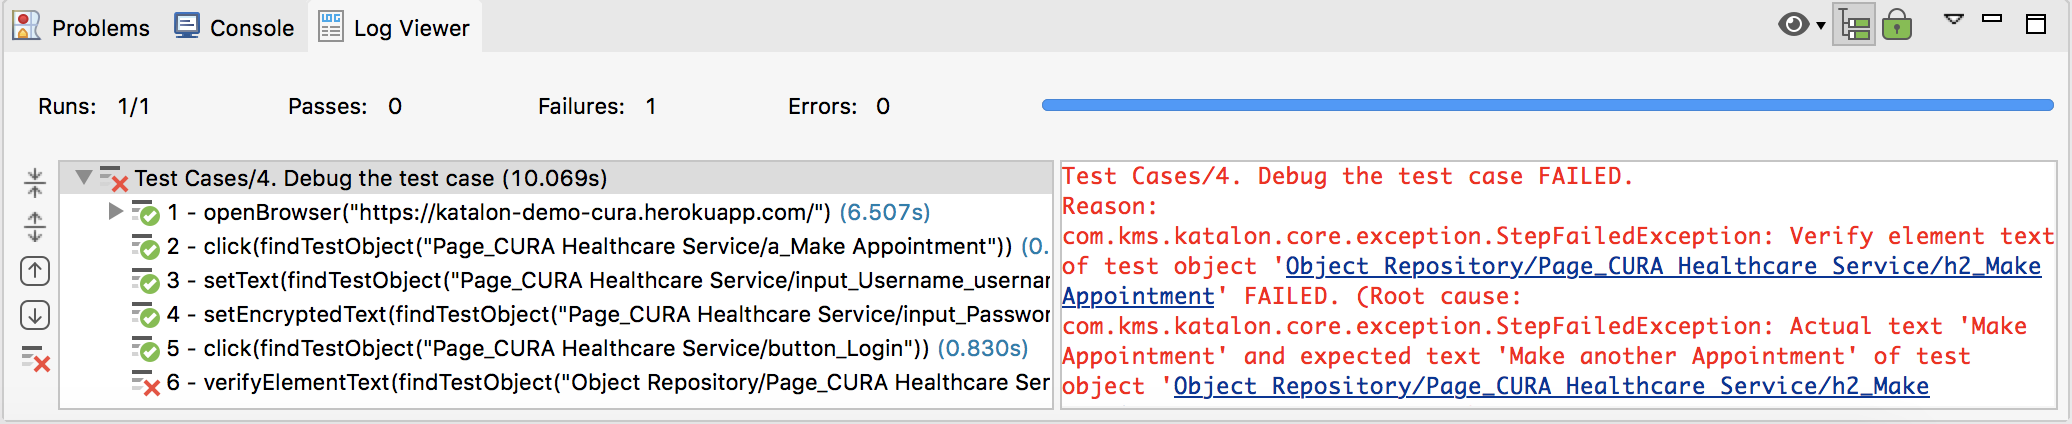 Problems Console Log Viewer
Runs: 1/1 Passes: 0 Failures: 1 Errors: 0
Test Cases/4. Debug the test case (10.069s)
1 - openBrowser("https://katalon-demo-cura.herokuapp.com/") (6.507s)
2 - click(findTestObject("Page_CURA Healthcare Service/a_Make Appointment")) (0.
3 - setText(findTestObject("Page_CURA Healthcare Service/input_Username_userna
4 - setEncryptedText(findTestObject("Page_CURA Healthcare Service/input_Passwo
5 - click(findTestObject("Page_CURA Healthcare Service/button_Login")) (0.830s)
6 - verifyElementText(findTestObject("Object Repository/Page_CURA Healthcare Ser
Test Cases/4. Debug the test case FAILED.
Reason:
com.kms.katalon.core.exception.StepFailedException: Verify element text
of test object 'Object Repository/Page_CURA Healthcare Service/h2_Make
Appointment' FAILED. (Root cause:
com.kms.katalon.core.exception.StepFailedException: Actual text 'Make
Appointment' and expected text 'Make another Appointment' of test
object 'Object Repository/Page_CURA Healthcare Service/h2_Make